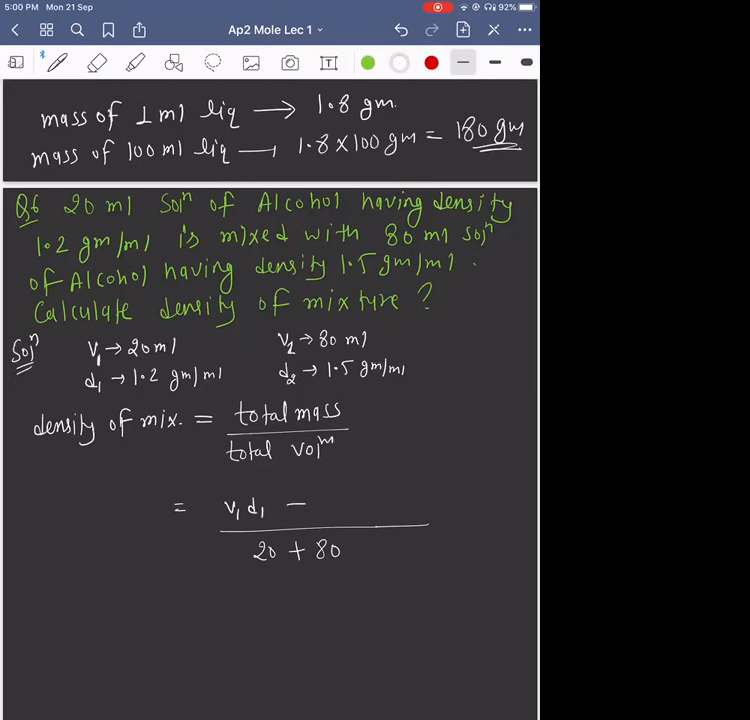 5:00 PM Mon 21 Sep
92%
Ap2 Mole Lec 1
T
mass of 1 ml liq → 1.8 gm
mass of 100 ml liq → 1.8 × 100 gm = 180 gm
Q6 20 ml Solⁿ of Alcohol having density
1.2 gm/ml is mixed with 80 ml solⁿ
of Alcohol having density 1.5 gm/ml.
Calculate density of mixture ?
Solⁿ V₁ → 20 ml V₂ → 80 ml
d₁ → 1.2 gm/ml d₂ → 1.5 gm/ml
density of mix. = total mass
total volᵐ
= V₁ d₁ –
20 + 80